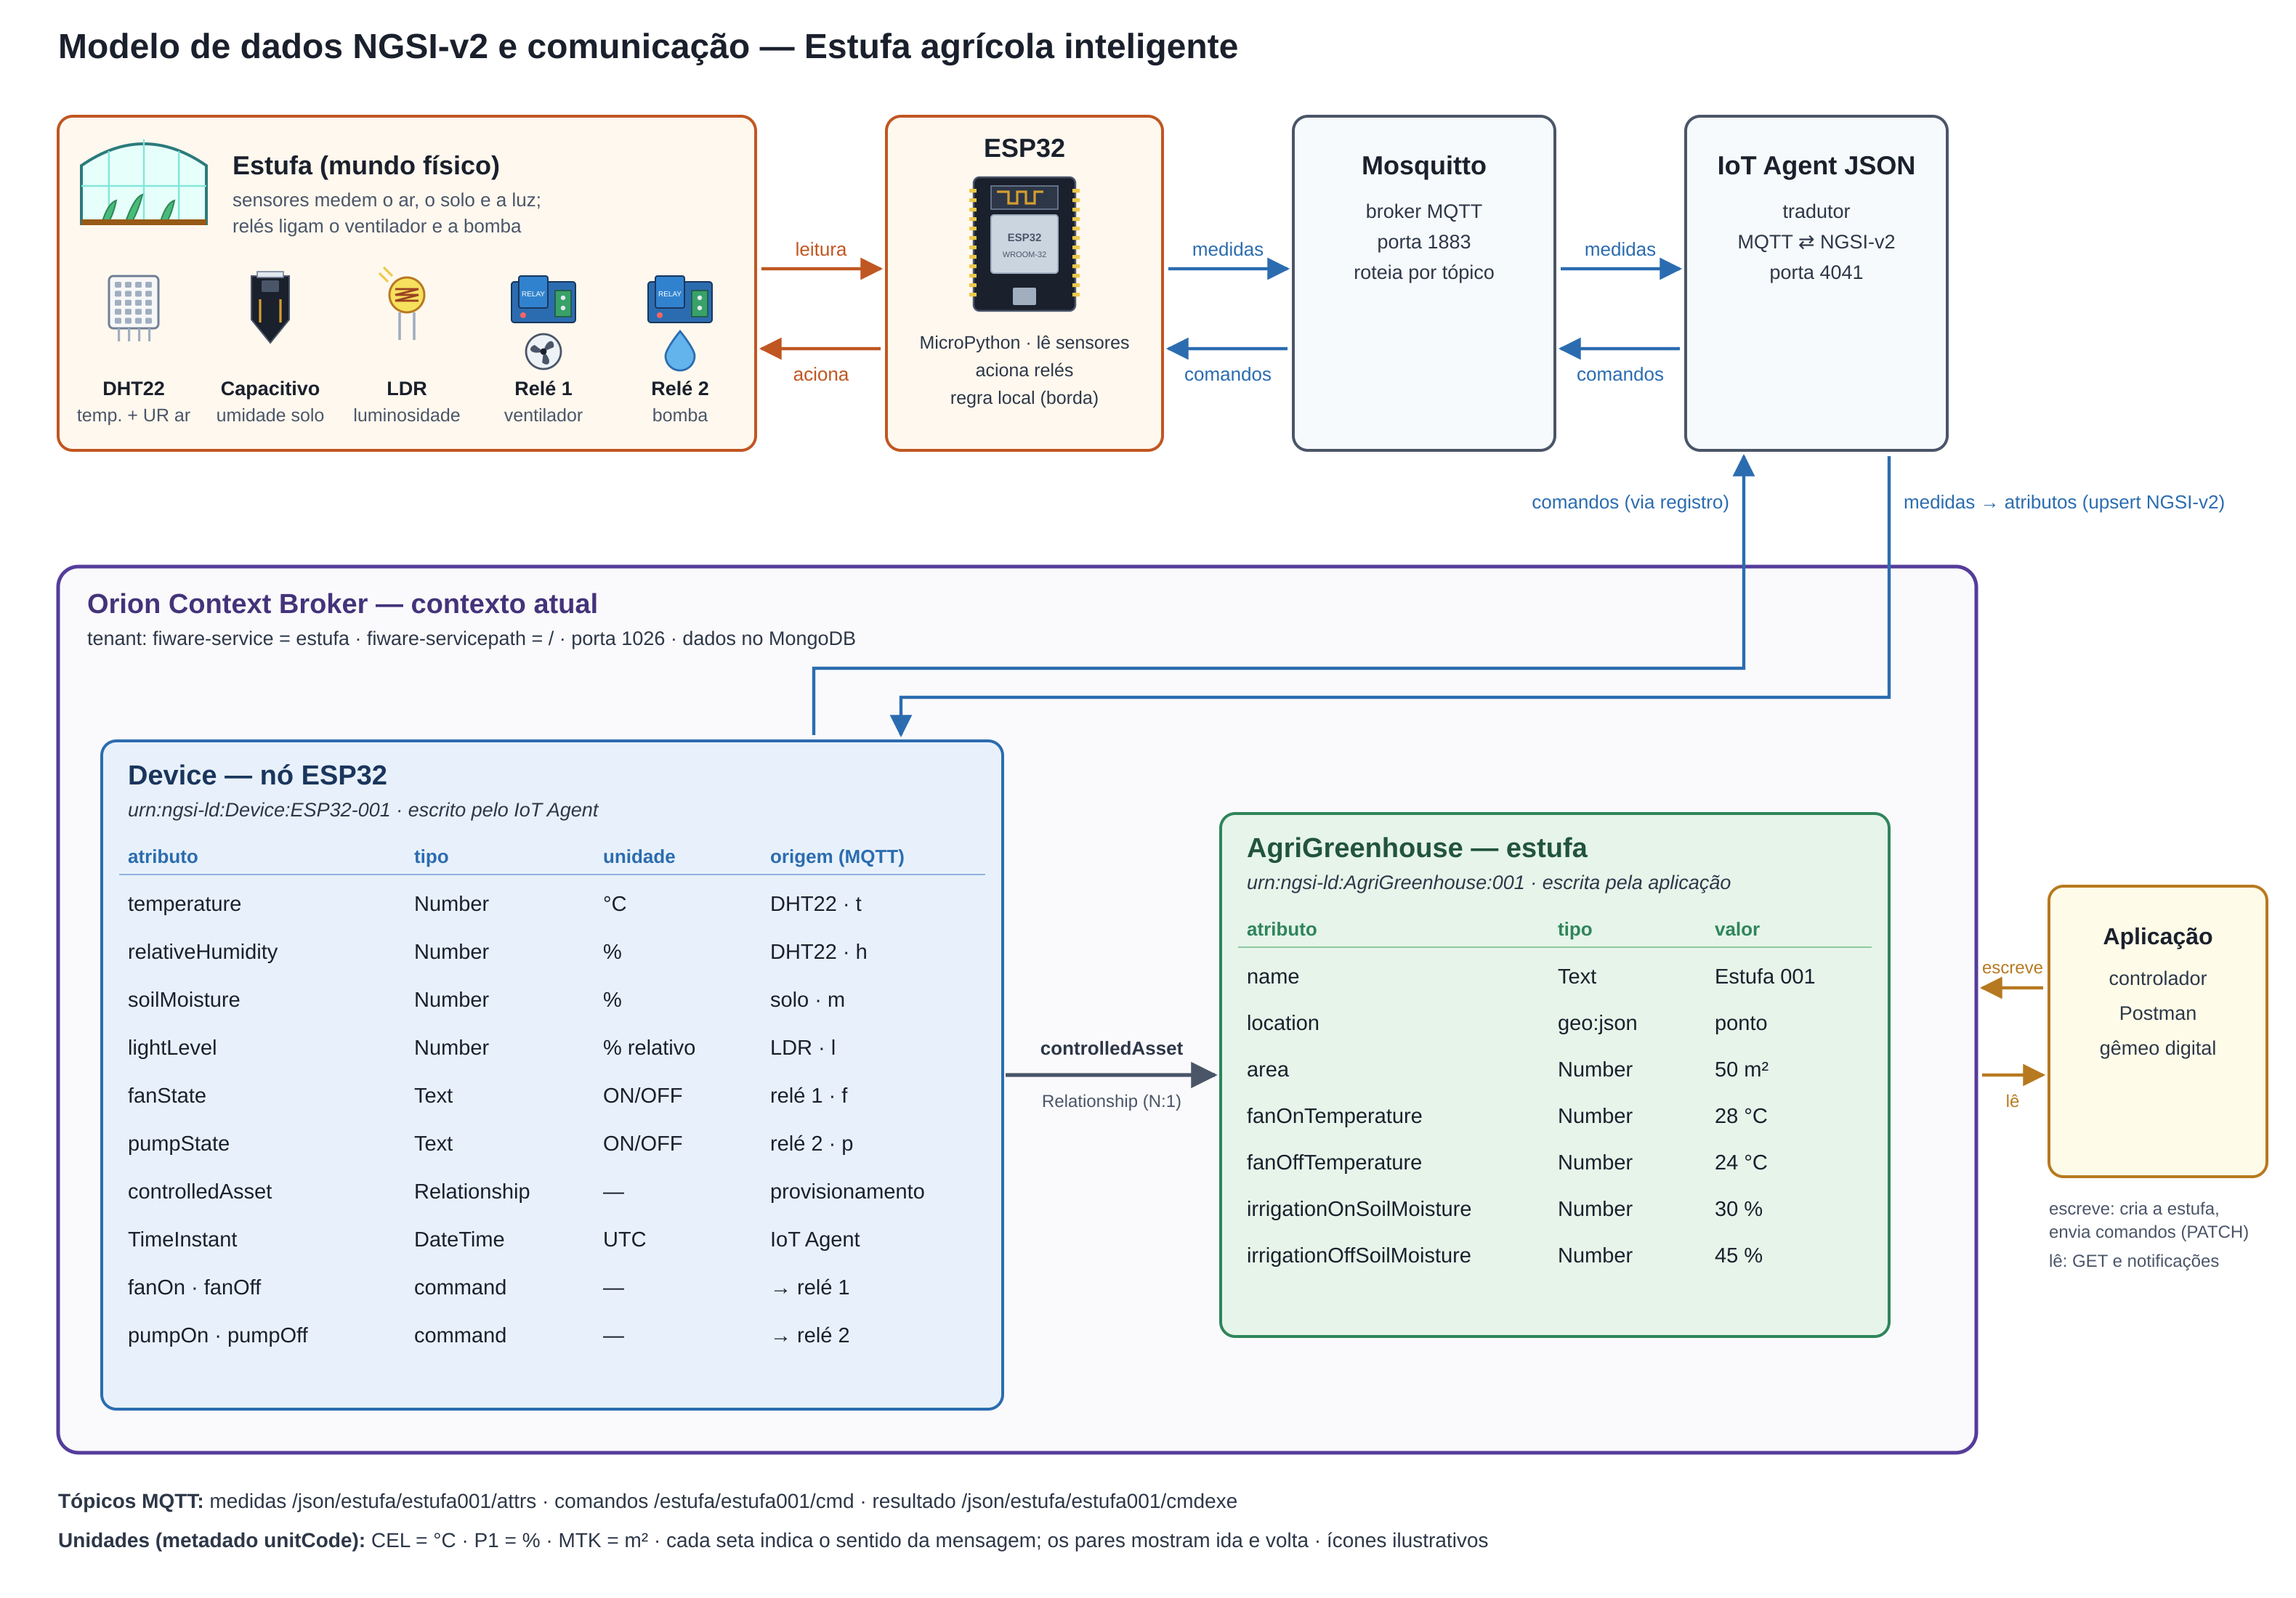 Modelo de dados NGSI-v2 e comunicação — Estufa agrícola inteligente
Estufa (mundo físico)
sensores medem o ar, o solo e a luz;
relés ligam o ventilador e a bomba
RELAY
RELAY
DHT22
temp. + UR ar
Capacitivo
umidade solo
LDR
luminosidade
Relé 1
ventilador
Relé 2
bomba
leitura
aciona
ESP32
ESP32
WROOM-32
MicroPython · lê sensores
aciona relés
regra local (borda)
medidas
comandos
Mosquitto
broker MQTT
porta 1883
roteia por tópico
medidas
comandos
IoT Agent JSON
tradutor
MQTT ⇄ NGSI-v2
porta 4041
comandos (via registro)
medidas → atributos (upsert NGSI-v2)
Orion Context Broker — contexto atual
tenant: fiware-service = estufa · fiware-servicepath = / · porta 1026 · dados no MongoDB
Device — nó ESP32
urn:ngsi-ld:Device:ESP32-001 · escrito pelo IoT Agent
atributo tipo unidade origem (MQTT)
temperature Number °C DHT22 · t
relativeHumidity Number % DHT22 · h
soilMoisture Number % solo · m
lightLevel Number % relativo LDR · l
fanState Text ON/OFF relé 1 · f
pumpState Text ON/OFF relé 2 · p
controlledAsset Relationship — provisionamento
TimeInstant DateTime UTC IoT Agent
fanOn · fanOff command — → relé 1
pumpOn · pumpOff command — → relé 2
controlledAsset
Relationship (N:1)
AgriGreenhouse — estufa
urn:ngsi-ld:AgriGreenhouse:001 · escrita pela aplicação
atributo tipo valor
name Text Estufa 001
location geo:json ponto
area Number 50 m²
fanOnTemperature Number 28 °C
fanOffTemperature Number 24 °C
irrigationOnSoilMoisture Number 30 %
irrigationOffSoilMoisture Number 45 %
escreve
lê
Aplicação
controlador
Postman
gêmeo digital
escreve: cria a estufa,
envia comandos (PATCH)
lê: GET e notificações
Tópicos MQTT: medidas /json/estufa/estufa001/attrs · comandos /estufa/estufa001/cmd · resultado /json/estufa/estufa001/cmdexe
Unidades (metadado unitCode): CEL = °C · P1 = % · MTK = m² · cada seta indica o sentido da mensagem; os pares mostram ida e volta · ícones ilustrativos